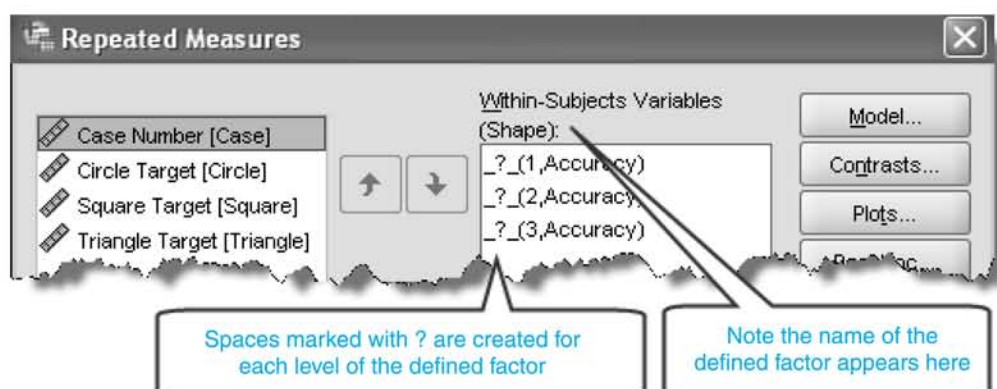 Repeated Measures
Within-Subjects Variables
(Shape):
Case Number [Case]
Circle Target [Circle]
Square Target [Square]
Triangle Target [Triangle]
_?_(1,Accuracy)
_?_(2,Accuracy)
_?_(3,Accuracy)
Model...
Contrasts...
Plots...
Spaces marked with ? are created for
each level of the defined factor
Note the name of the
defined factor appears here